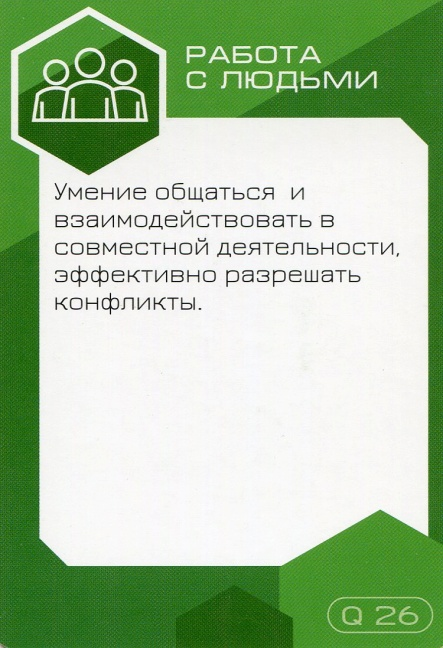 РАБОТА
С ЛЮДЬМИ
Умение общаться и
взаимодействовать в
совместной деятельности,
эффективно разрешать
конфликты.
Q 26